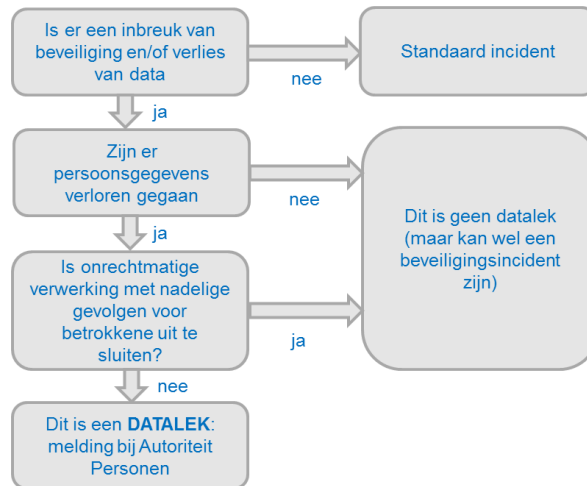 Is er een inbreuk van
beveiliging en/of verlies
van data
nee
Standaard incident
ja
Zijn er
persoonsgegevens
verloren gegaan
nee
Dit is geen datalek
(maar kan wel een
beveiligingsincident
zijn)
ja
Is onrechtmatige
verwerking met nadelige
gevolgen voor
betrokkene uit te
sluiten?
ja
nee
Dit is een DATALEK:
melding bij Autoriteit
Personen